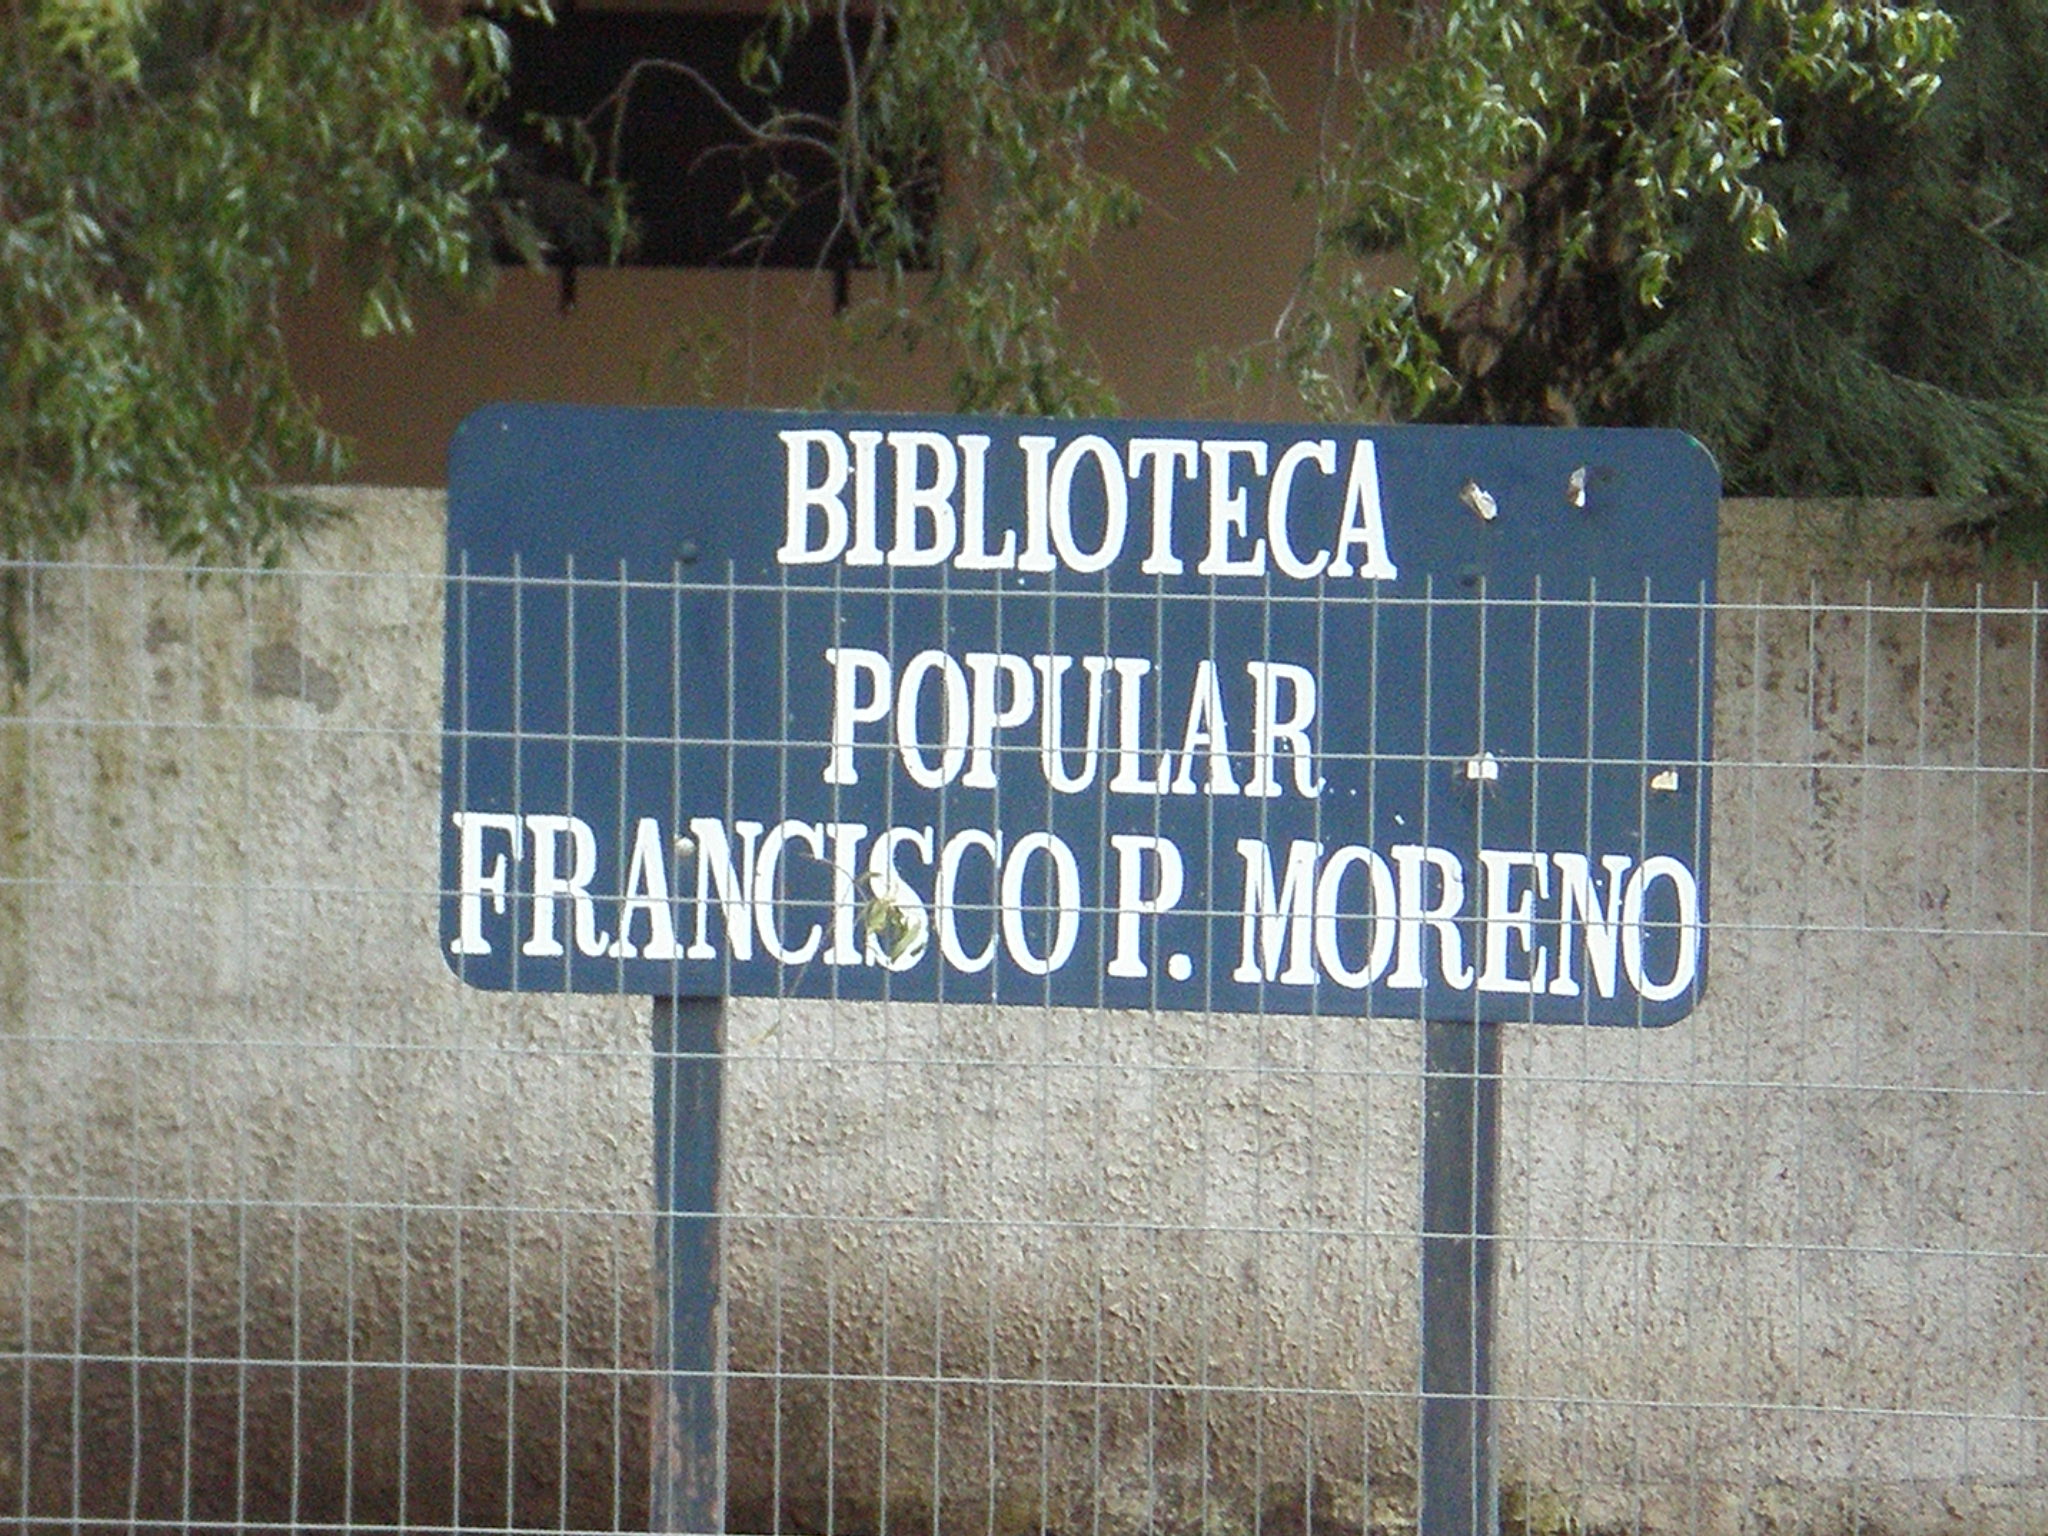 BIBLIOTECA
POPULAR
FRANCISCO P. MORENO